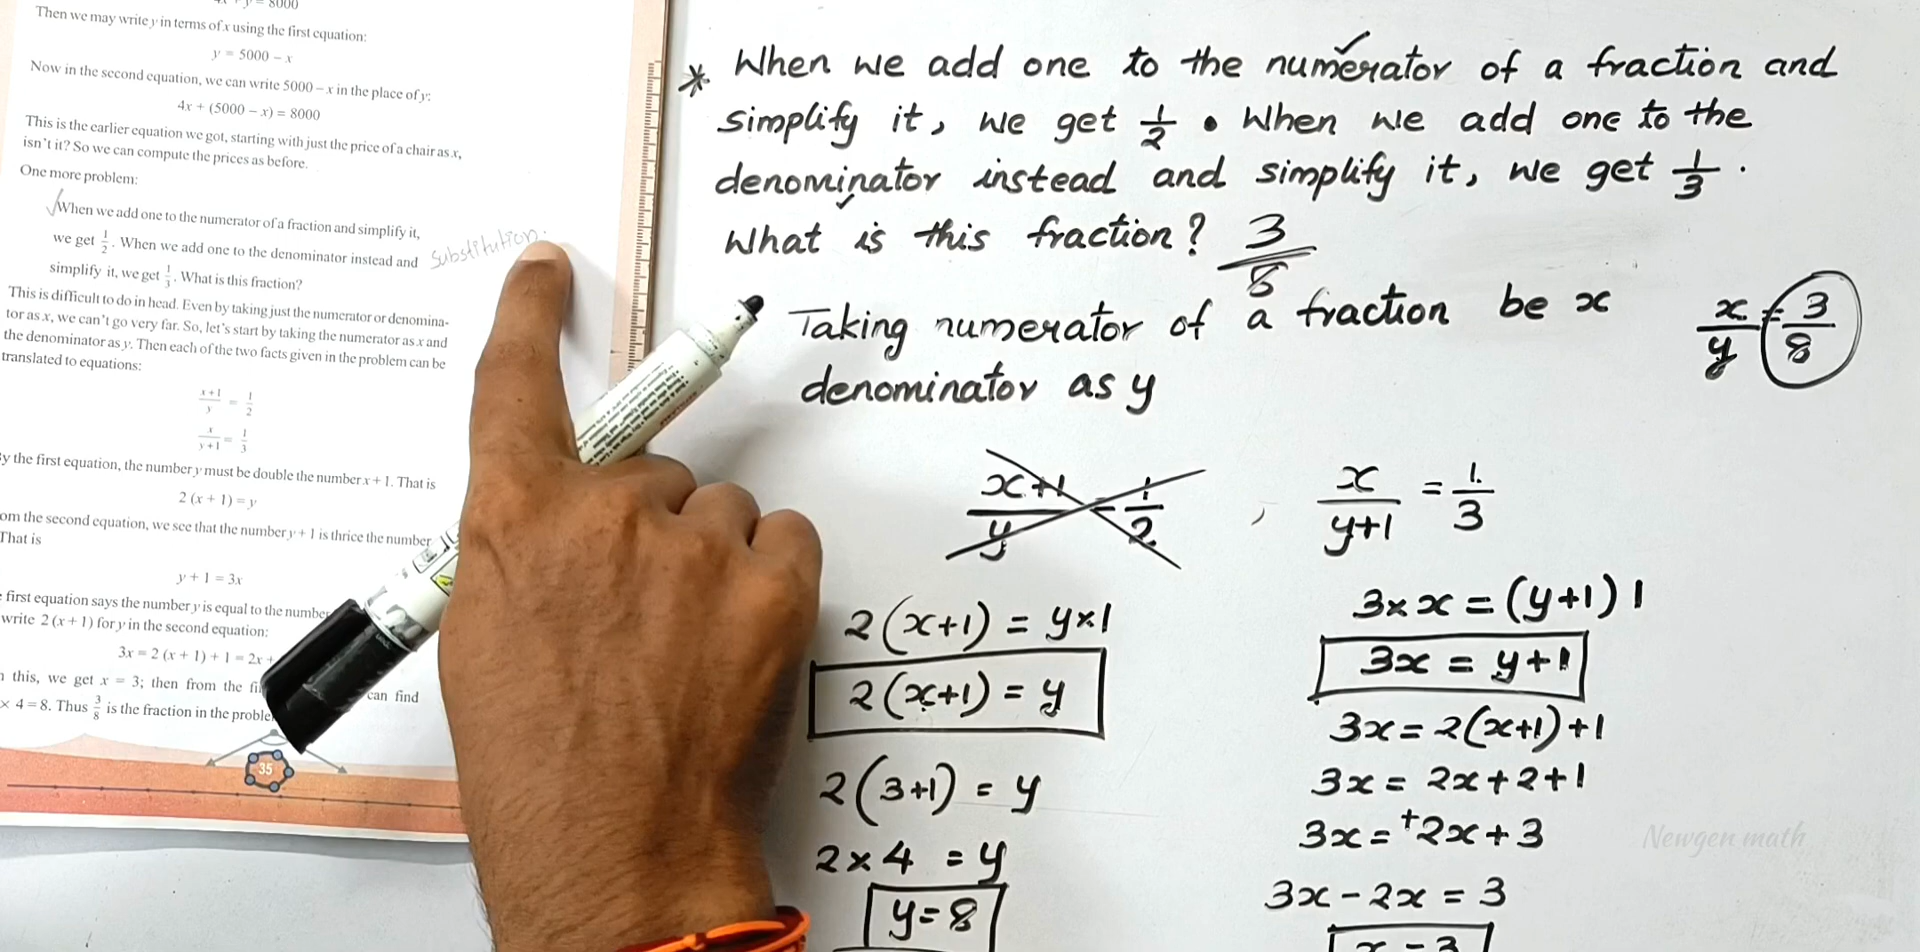 4x + y = 8000
Then we may write y in terms of x using the first equation:
y = 5000 − x
Now in the second equation, we can write 5000 − x in the place of y:
4x + (5000 − x) = 8000
This is the earlier equation we got, starting with just the price of a chair as x,
isn't it? So we can compute the prices as before.
One more problem:
When we add one to the numerator of a fraction and simplify it,
we get 1/2. When we add one to the denominator instead and
simplify it, we get 1/3. What is this fraction?
substitution
This is difficult to do in head. Even by taking just the numerator or denomina-
tor as x, we can't go very far. So, let's start by taking the numerator as x and
the denominator as y. Then each of the two facts given in the problem can be
translated to equations:
x+1/y = 1/2
x/y+1 = 1/3
y the first equation, the number y must be double the number x + 1. That is
2 (x + 1) = y
om the second equation, we see that the number y + 1 is thrice the number
That is
y + 1 = 3x
first equation says the number y is equal to the number
write 2 (x + 1) for y in the second equation:
3x = 2 (x + 1) + 1 = 2x +
this, we get x = 3; then from the fi can find
× 4 = 8. Thus 3/8 is the fraction in the proble
35
* When we add one to the numerator of a fraction and
simplify it, we get 1/2. When we add one to the
denominator instead and simplify it, we get 1/3.
What is this fraction? 3/8
Taking numerator of a fraction be x
denominator as y
x/y = 3/8
x+1/y = 1/2 , x/y+1 = 1/3
2(x+1) = y×1
2(x+1) = y
2(3+1) = y
2×4 = y
y=8
3×x = (y+1) 1
3x = y+1
3x = 2(x+1)+1
3x = 2x+2+1
3x = +2x+3
3x − 2x = 3
x = 3
Newgen math